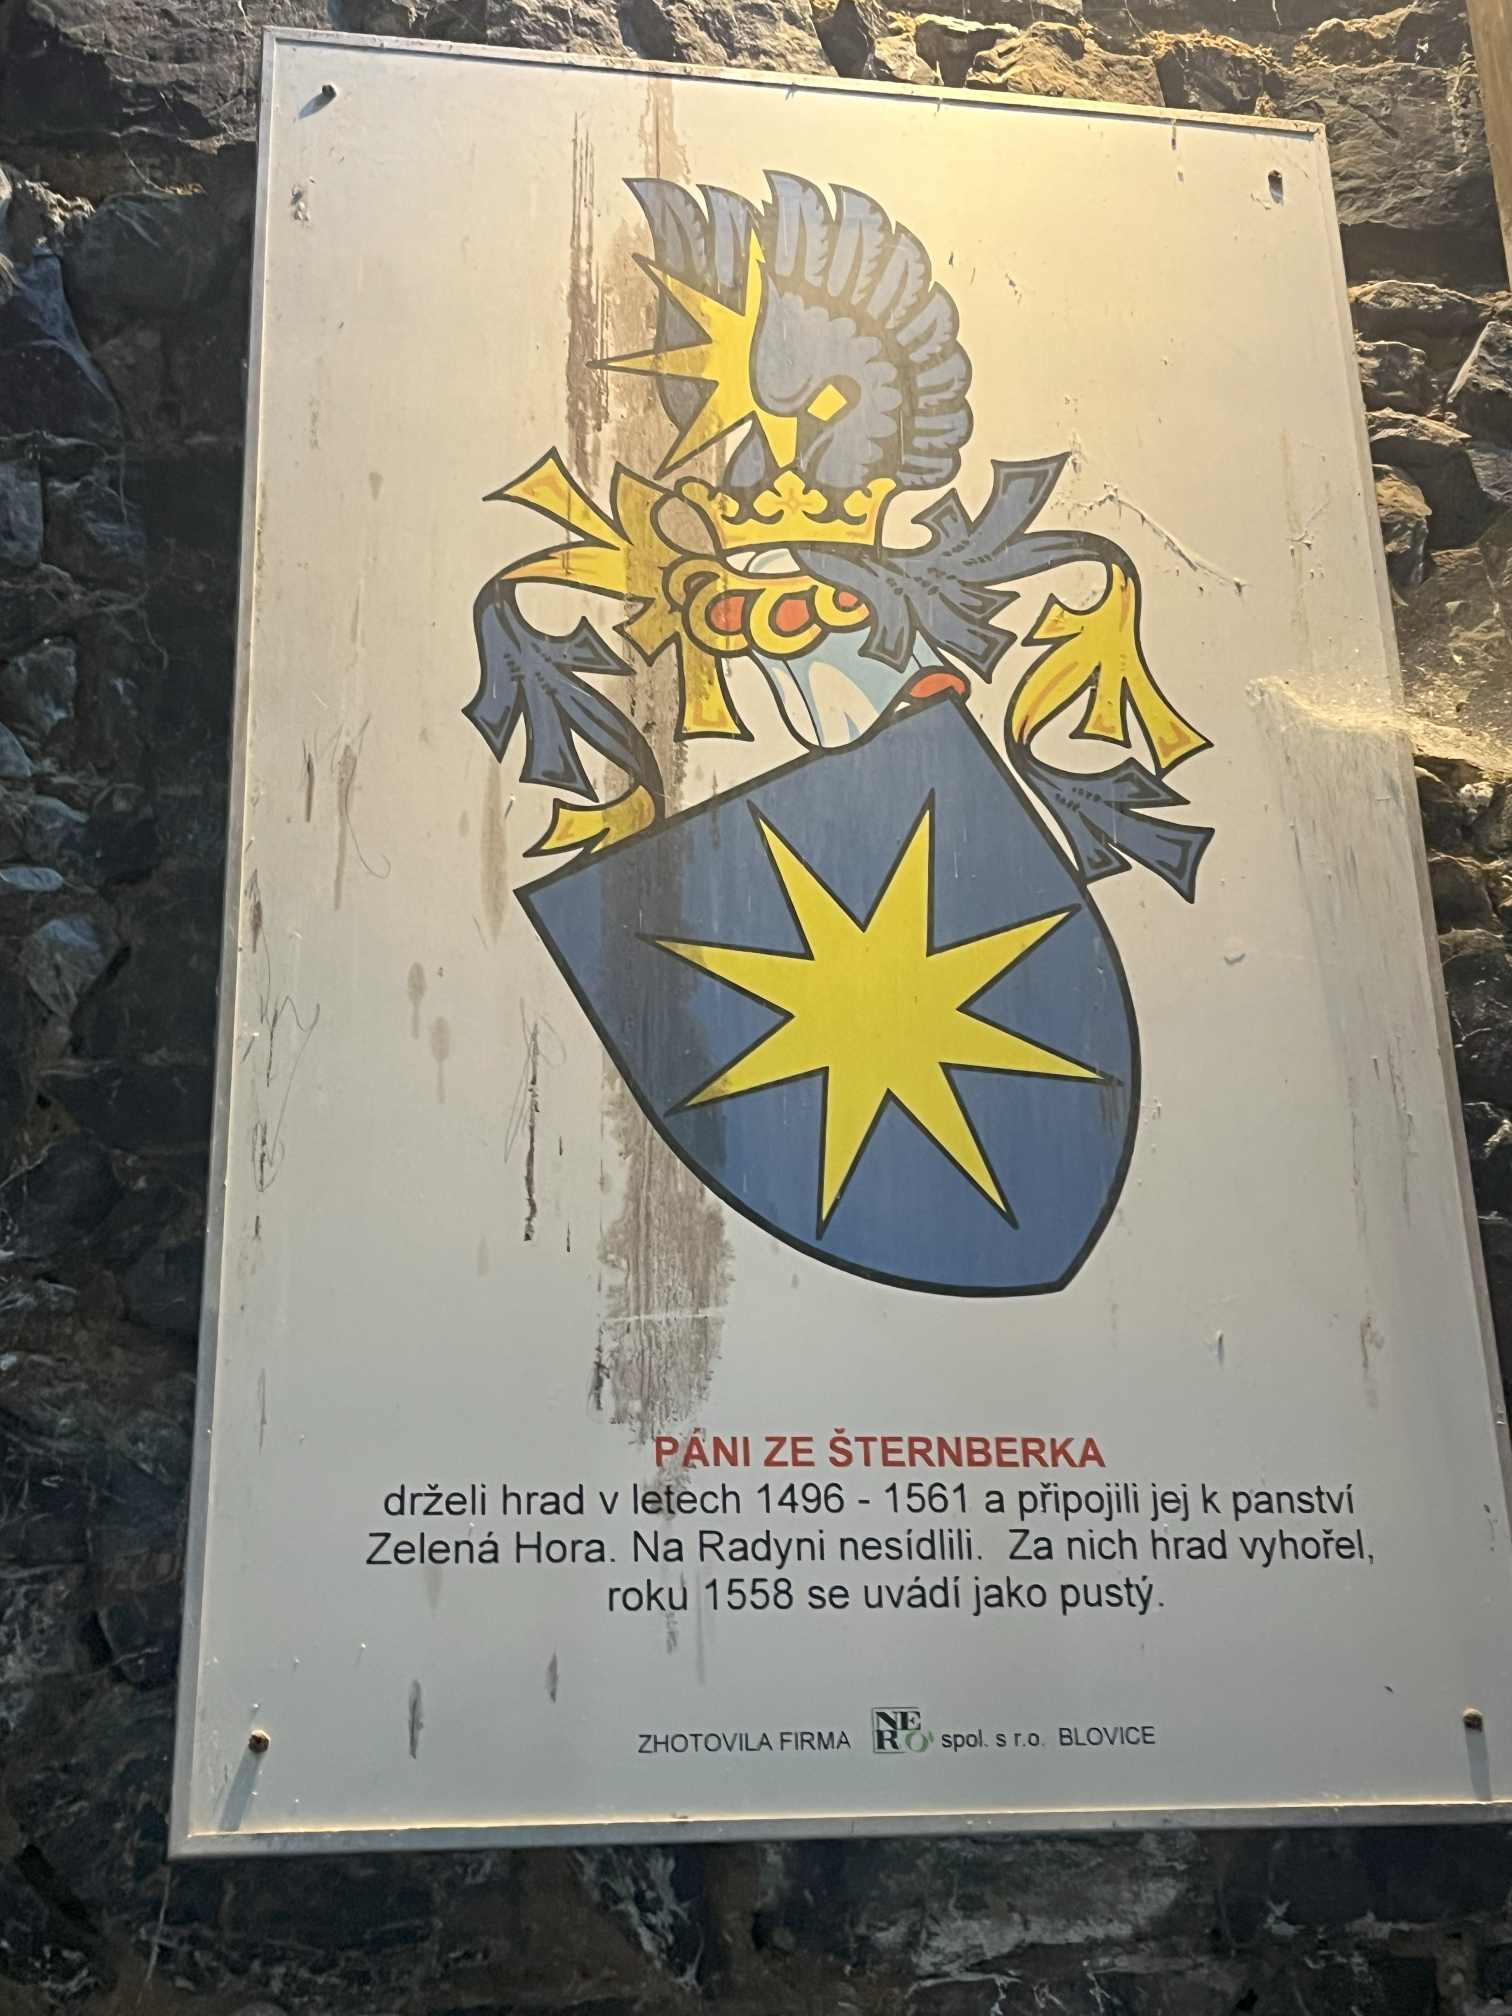 PÁNI ZE ŠTERNBERKA
drželi hrad v letech 1496 - 1561 a připojili jej k panství
Zelená Hora. Na Radyni nesídlili. Za nich hrad vyhořel,
roku 1558 se uvádí jako pustý.
ZHOTOVILA FIRMA NERO spol. s r.o. BLOVICE